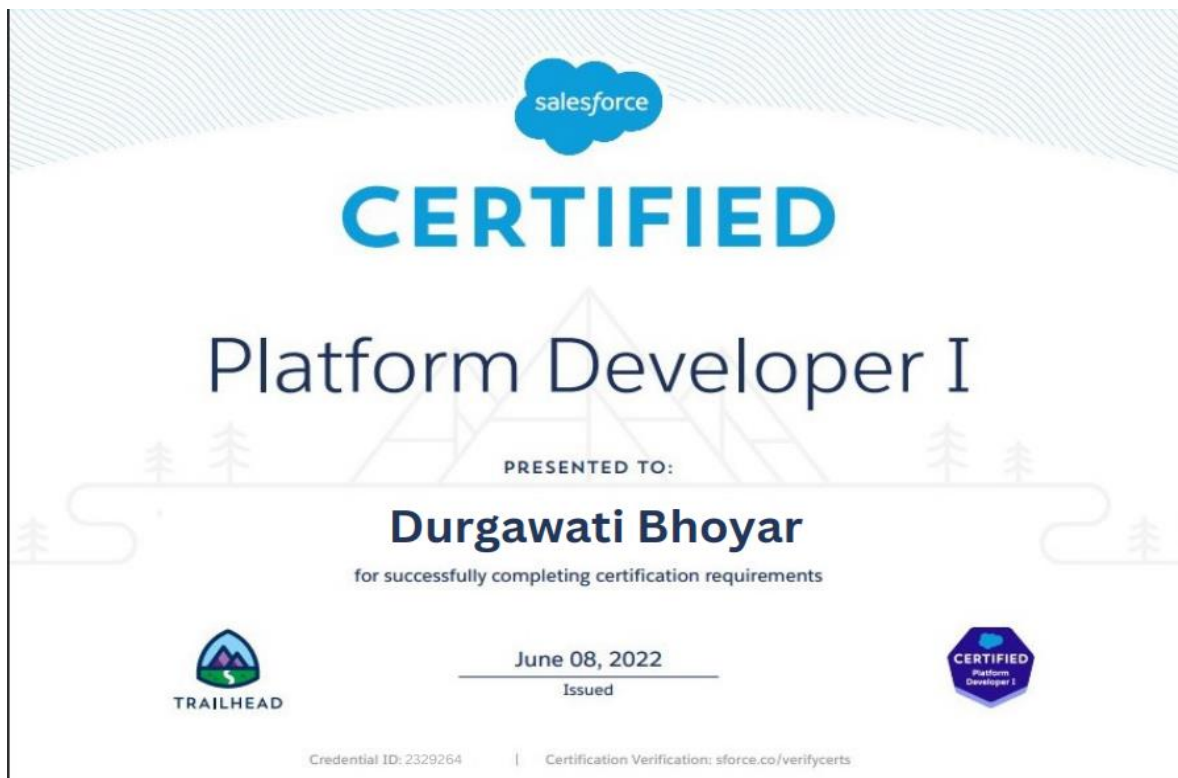 salesforce
CERTIFIED
Platform Developer I
PRESENTED TO:
Durgawati Bhoyar
for successfully completing certification requirements
TRAILHEAD
June 08, 2022
Issued
CERTIFIED
Platform
Developer I
Credential ID: 2329264 | Certification Verification: sforce.co/verifycerts